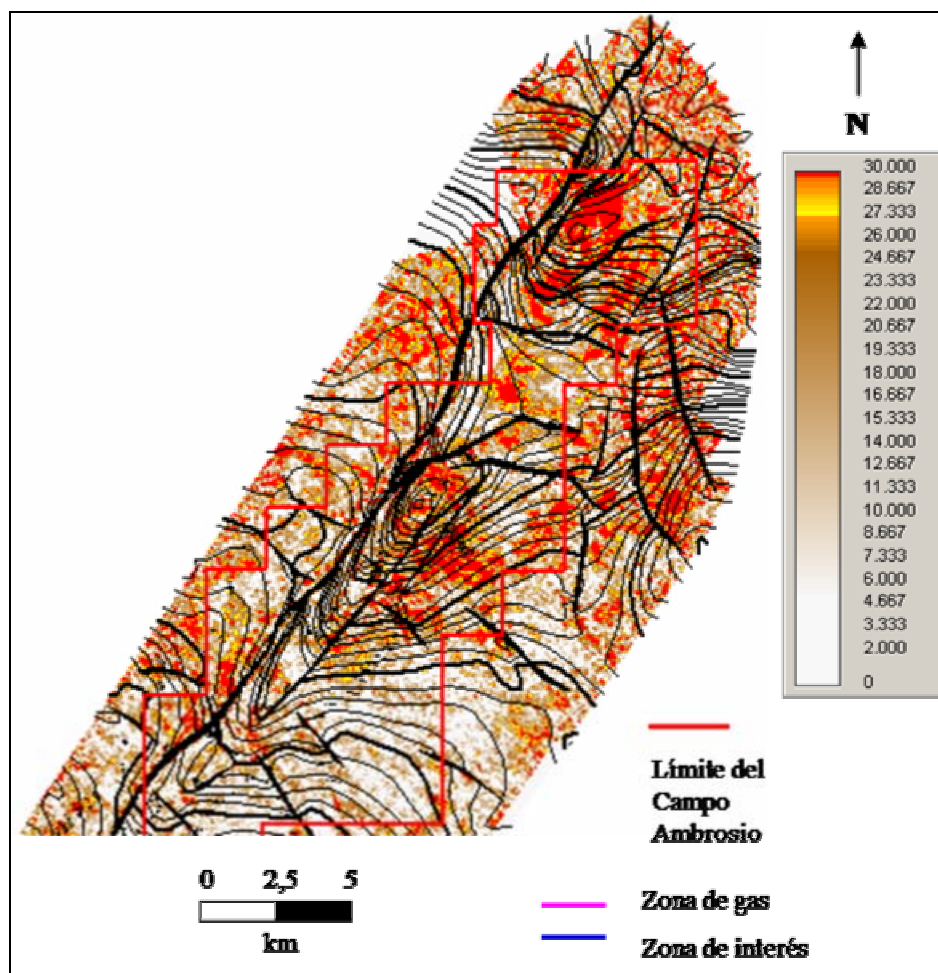 N
30.000
28.667
27.333
26.000
24.667
23.333
22.000
20.667
19.333
18.000
16.667
15.333
14.000
12.667
11.333
10.000
8.667
7.333
6.000
4.667
3.333
2.000
0
Límite del
Campo
Ambrosio
0 2,5 5
km
Zona de gas
Zona de interés